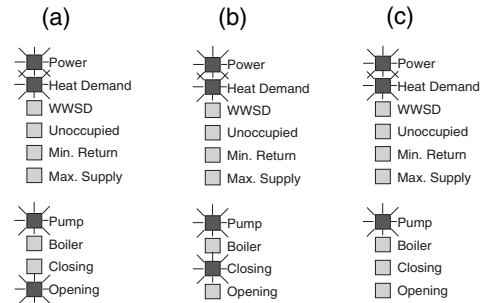 (a)
Power
Heat Demand
WWSD
Unoccupied
Min. Return
Max. Supply
Pump
Boiler
Closing
Opening
(b)
Power
Heat Demand
WWSD
Unoccupied
Min. Return
Max. Supply
Pump
Boiler
Closing
Opening
(c)
Power
Heat Demand
WWSD
Unoccupied
Min. Return
Max. Supply
Pump
Boiler
Closing
Opening